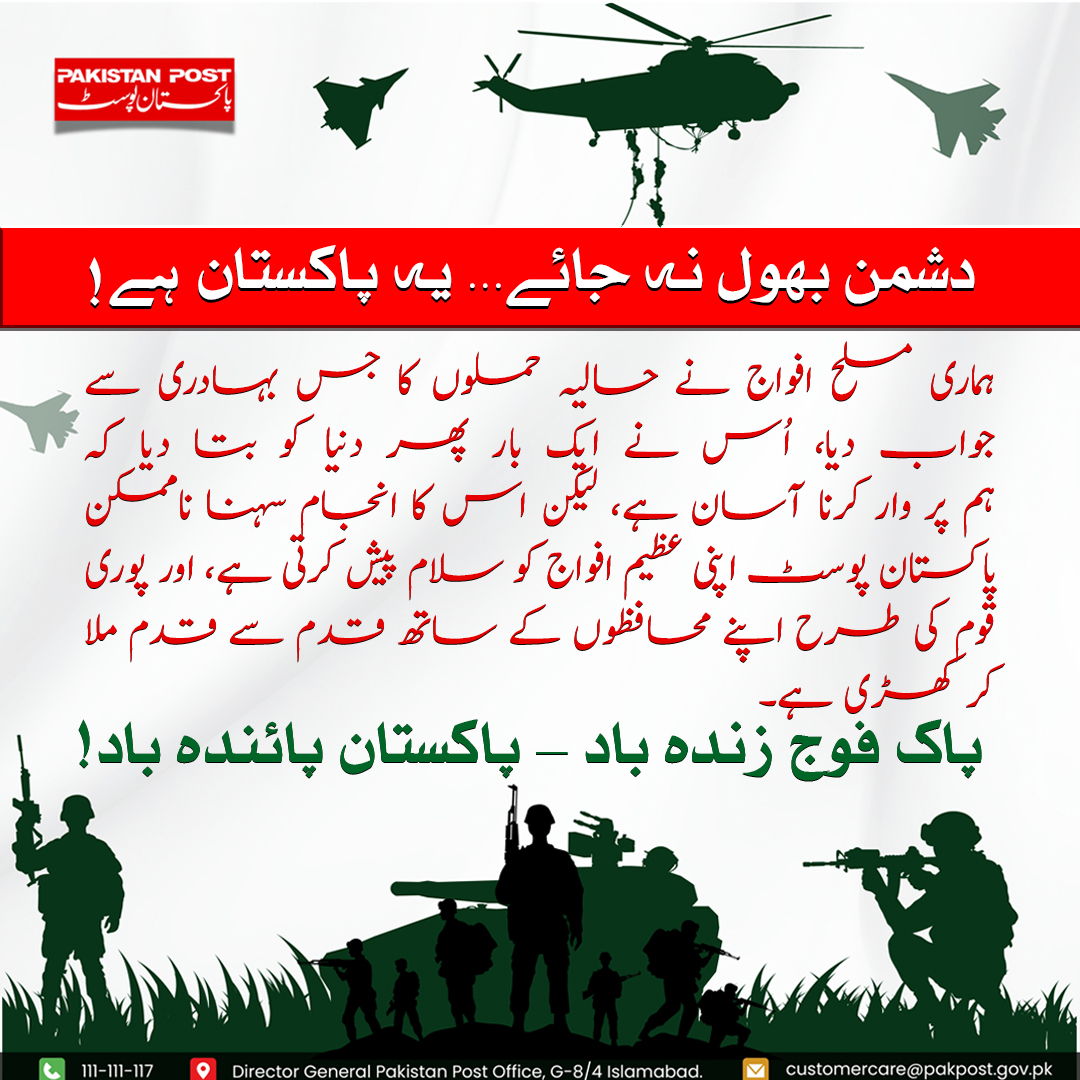 PAKISTAN POST
پاکستان پوسٹ
دشمن بھول نہ جائے... یہ پاکستان ہے!
ہماری مسلح افواج نے حالیہ حملوں کا جس بہادری سے
جواب دیا، اُس نے ایک بار پھر دنیا کو بتا دیا کہ
ہم پر وار کرنا آسان ہے، لیکن اس کا انجام سہنا ناممکن
پاکستان پوسٹ اپنی عظیم افواج کو سلام پیش کرتی ہے، اور پوری
قوم کی طرح اپنے محافظوں کے ساتھ قدم سے قدم ملا
کر کھڑی ہے۔
پاک فوج زندہ باد – پاکستان پائندہ باد!
111-111-117
Director General Pakistan Post Office, G-8/4 Islamabad.
customercare@pakpost.gov.pk